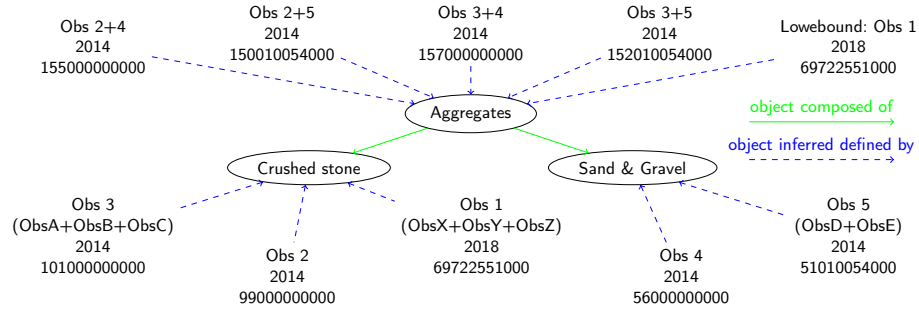 Obs 2+4
2014
155000000000
Obs 2+5
2014
150010054000
Obs 3+4
2014
157000000000
Obs 3+5
2014
152010054000
Lowebound: Obs 1
2018
69722551000
Aggregates
object composed of
object inferred defined by
Crushed stone
Sand & Gravel
Obs 3
(ObsA+ObsB+ObsC)
2014
101000000000
Obs 2
2014
99000000000
Obs 1
(ObsX+ObsY+ObsZ)
2018
69722551000
Obs 4
2014
56000000000
Obs 5
(ObsD+ObsE)
2014
51010054000